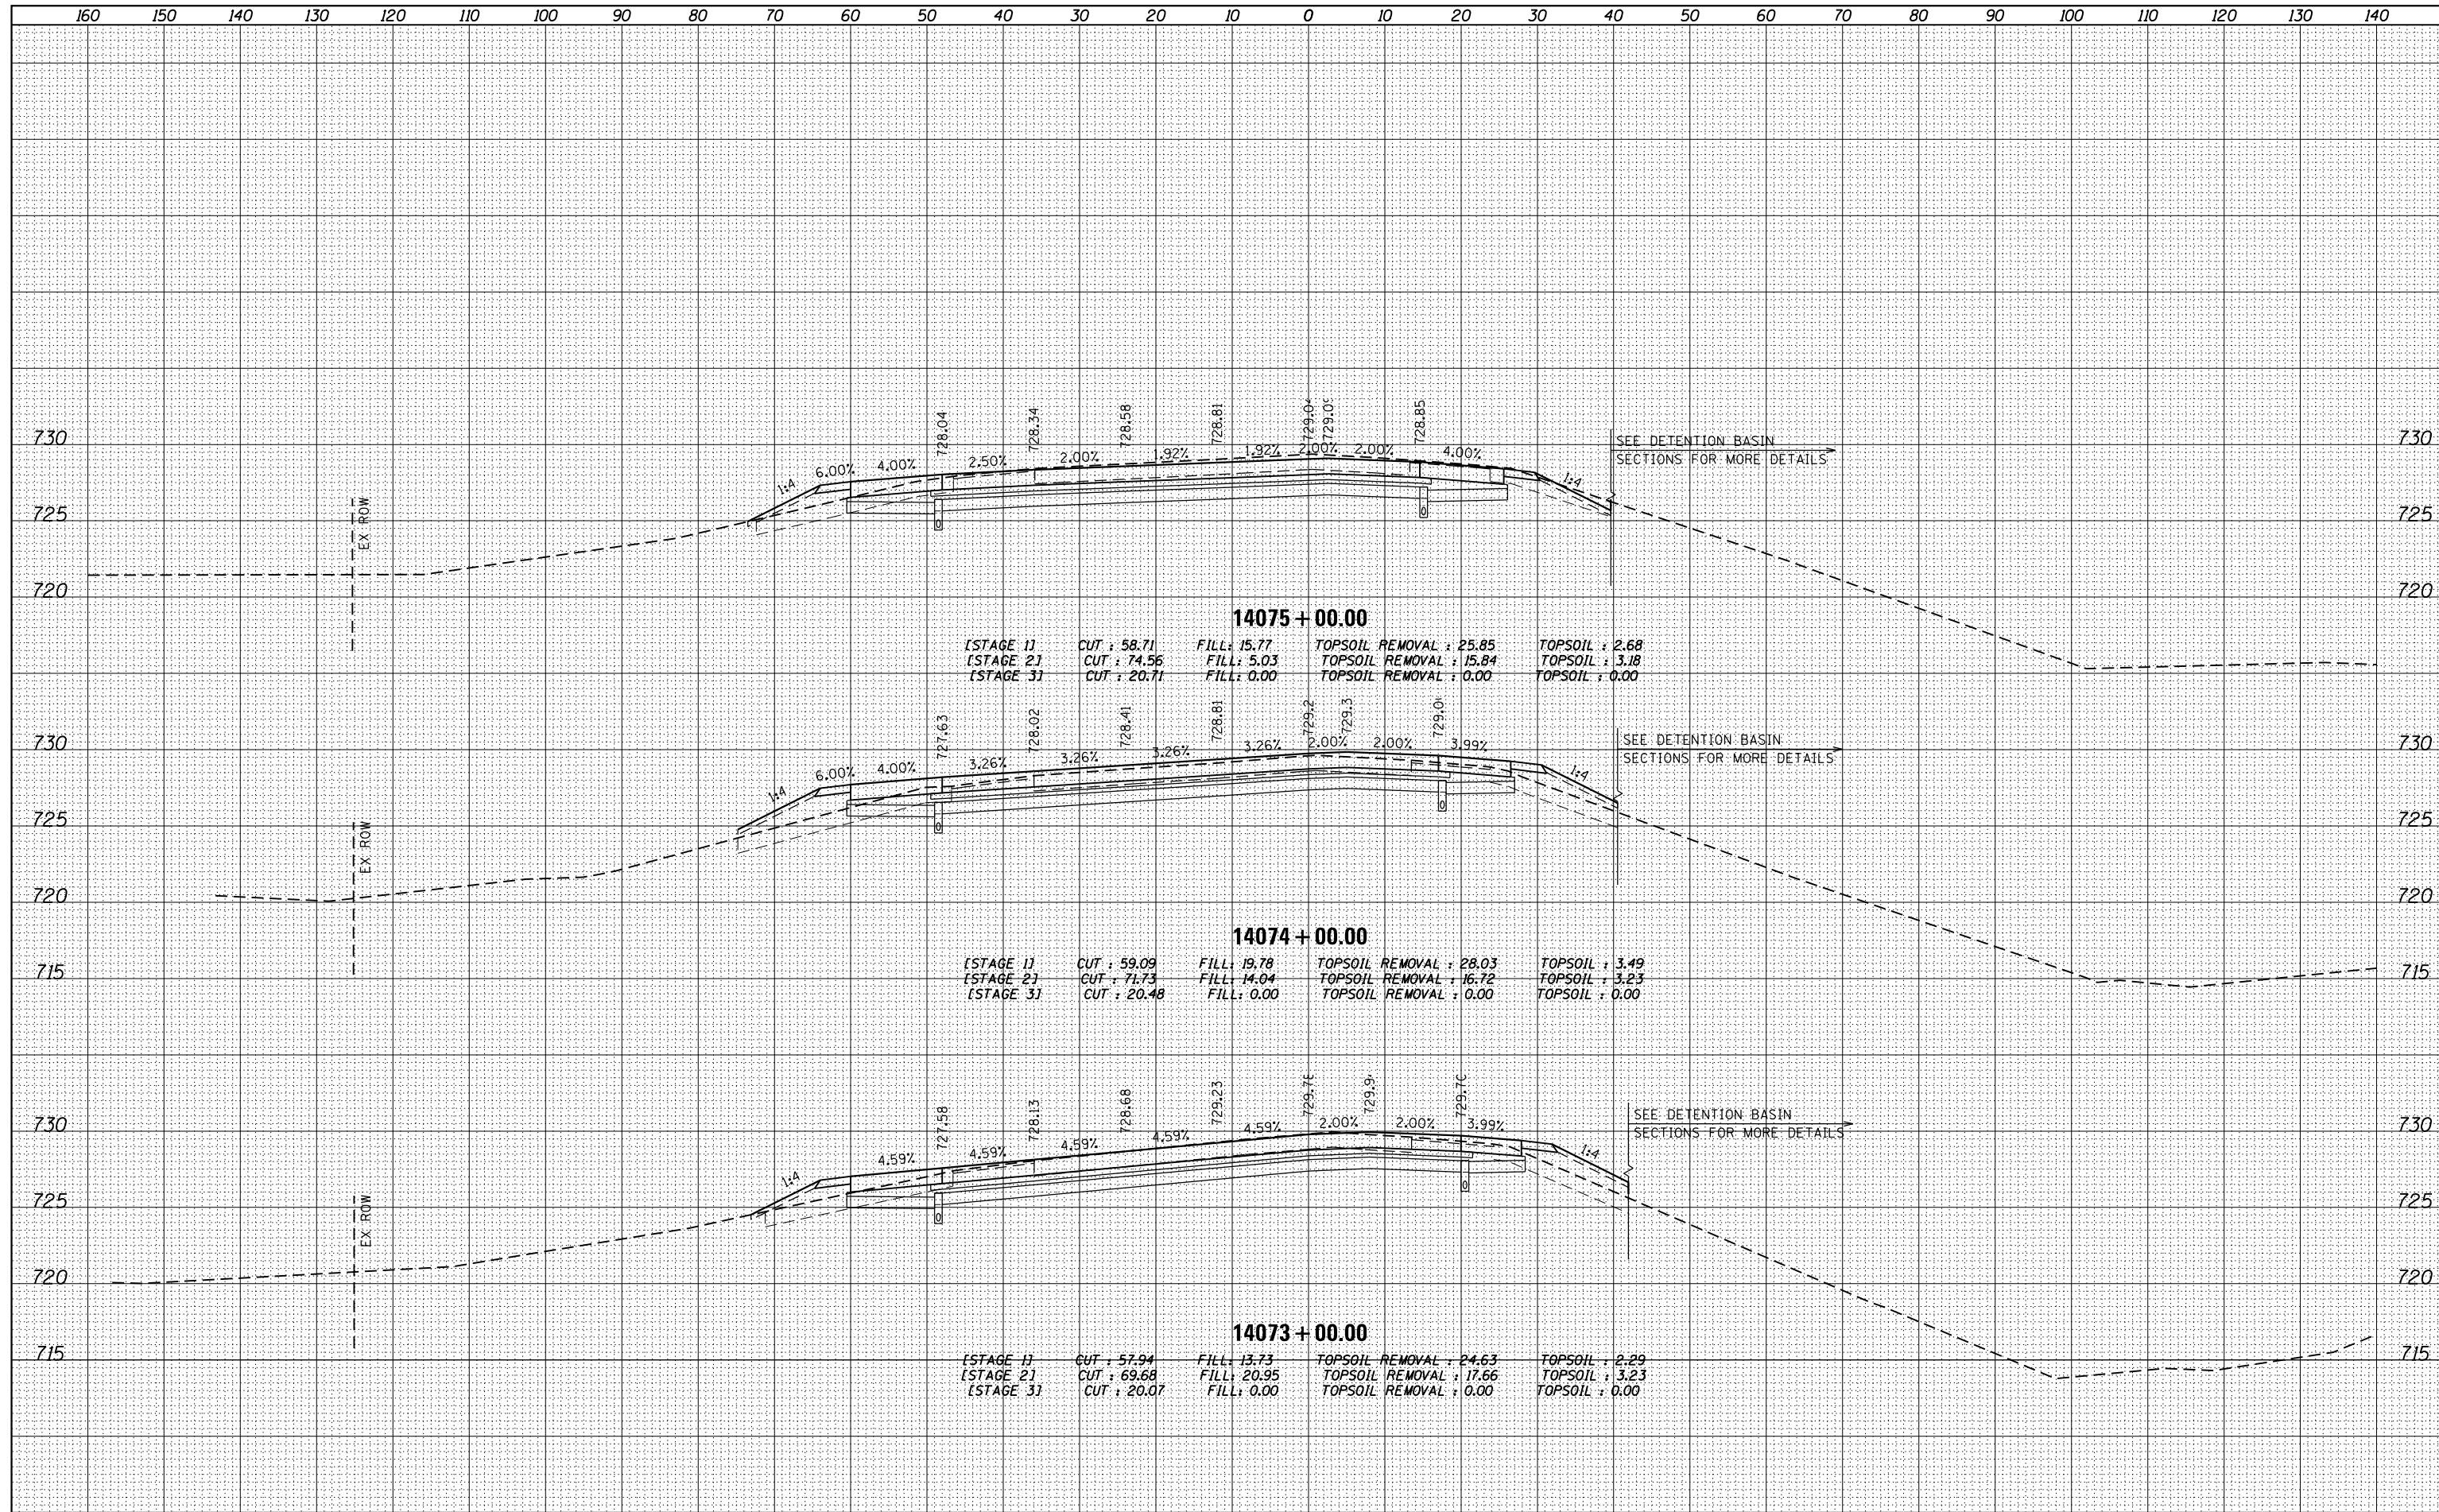 160 150 140 130 120 110 100 90 80 70 60 50 40 30 20 10 0 10 20 30 40 50 60 70 80 90 100 110 120 130 140
728.04 728.34 728.58 728.81 728.85
730 730
6.00% 4.00% 2.50% 2.00% 1.92% 1.92% 2.00% 2.00% 4.00%
1:4 1:4
SEE DETENTION BASIN
SECTIONS FOR MORE DETAILS
EX ROW
725 725
720 720
14075+00.00
[STAGE 1] CUT : 58.71 FILL: 15.77 TOPSOIL REMOVAL : 25.85 TOPSOIL : 2.68
[STAGE 2] CUT : 74.56 FILL: 5.03 TOPSOIL REMOVAL : 15.84 TOPSOIL : 3.18
[STAGE 3] CUT : 20.71 FILL: 0.00 TOPSOIL REMOVAL : 0.00 TOPSOIL : 0.00
727.63 728.02 728.41 728.81 729.2 729.3
730 730
6.00% 4.00% 3.26% 3.26% 3.26% 3.26% 2.00% 2.00% 3.99%
1:4 1:4
SEE DETENTION BASIN
SECTIONS FOR MORE DETAILS
EX ROW
725 725
720 720
14074+00.00
715 715
[STAGE 1] CUT : 59.09 FILL: 19.78 TOPSOIL REMOVAL : 28.03 TOPSOIL : 3.49
[STAGE 2] CUT : 71.73 FILL: 14.04 TOPSOIL REMOVAL : 16.72 TOPSOIL : 3.23
[STAGE 3] CUT : 20.48 FILL: 0.00 TOPSOIL REMOVAL : 0.00 TOPSOIL : 0.00
727.58 728.13 728.68 729.23
730 730
4.59% 4.59% 4.59% 4.59% 4.59% 2.00% 2.00% 3.99%
1:4 1:4
SEE DETENTION BASIN
SECTIONS FOR MORE DETAILS
EX ROW
725 725
720 720
14073+00.00
715 715
[STAGE 1] CUT : 57.94 FILL: 13.73 TOPSOIL REMOVAL : 24.63 TOPSOIL : 2.29
[STAGE 2] CUT : 69.68 FILL: 20.95 TOPSOIL REMOVAL : 17.66 TOPSOIL : 3.23
[STAGE 3] CUT : 20.07 FILL: 0.00 TOPSOIL REMOVAL : 0.00 TOPSOIL : 0.00